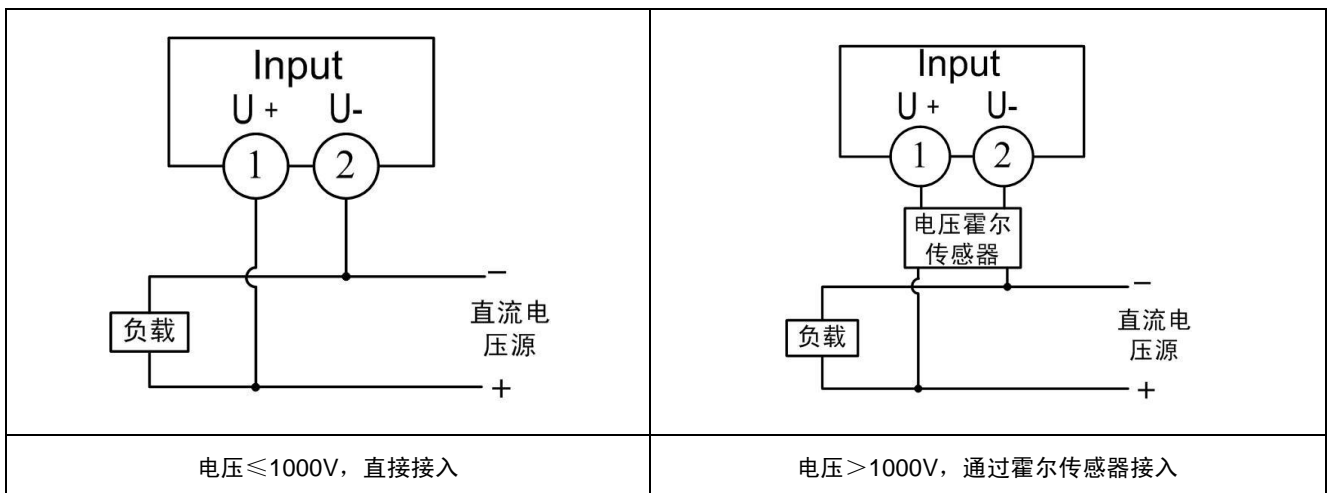 Input
U + U-
1 2
−
负载
直流电
压源
+
电压≤1000V，直接接入
Input
U + U-
1 2
电压霍尔
传感器
−
负载
直流电
压源
+
电压＞1000V，通过霍尔传感器接入